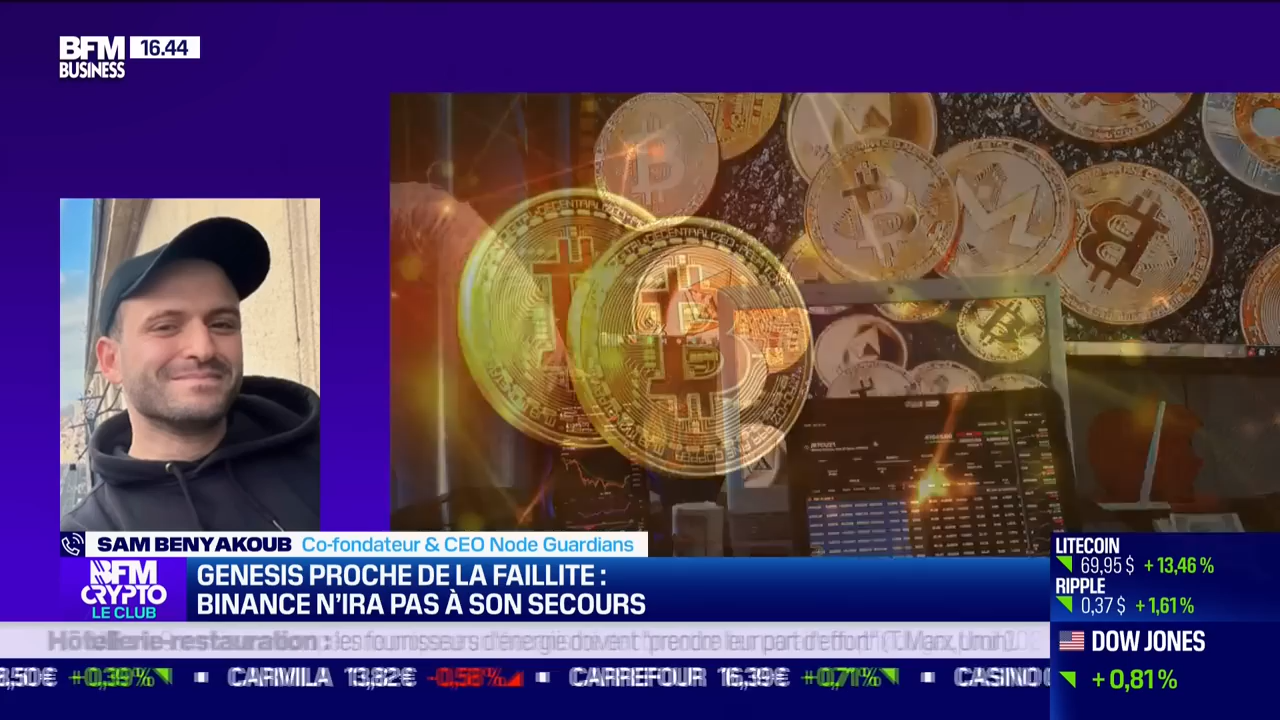 BFM 16.44
BUSINESS
SAM BENYAKOUB Co-fondateur & CEO Node Guardians
BFM
CRYPTO
LE CLUB
GENESIS PROCHE DE LA FAILLITE :
BINANCE N'IRA PAS À SON SECOURS
LITECOIN
69,95 $ + 13,46 %
RIPPLE
0,37 $ + 1,61 %
DOW JONES
+ 0,81 %
Hôtellerie-restauration : les fournisseurs d'énergie doivent "prendre leur part d'effort" (T. Marx, Umih)
,50€ +0,39% CARMILA 13,82€ -0,58% CARREFOUR 16,39€ +0,71% CASINO